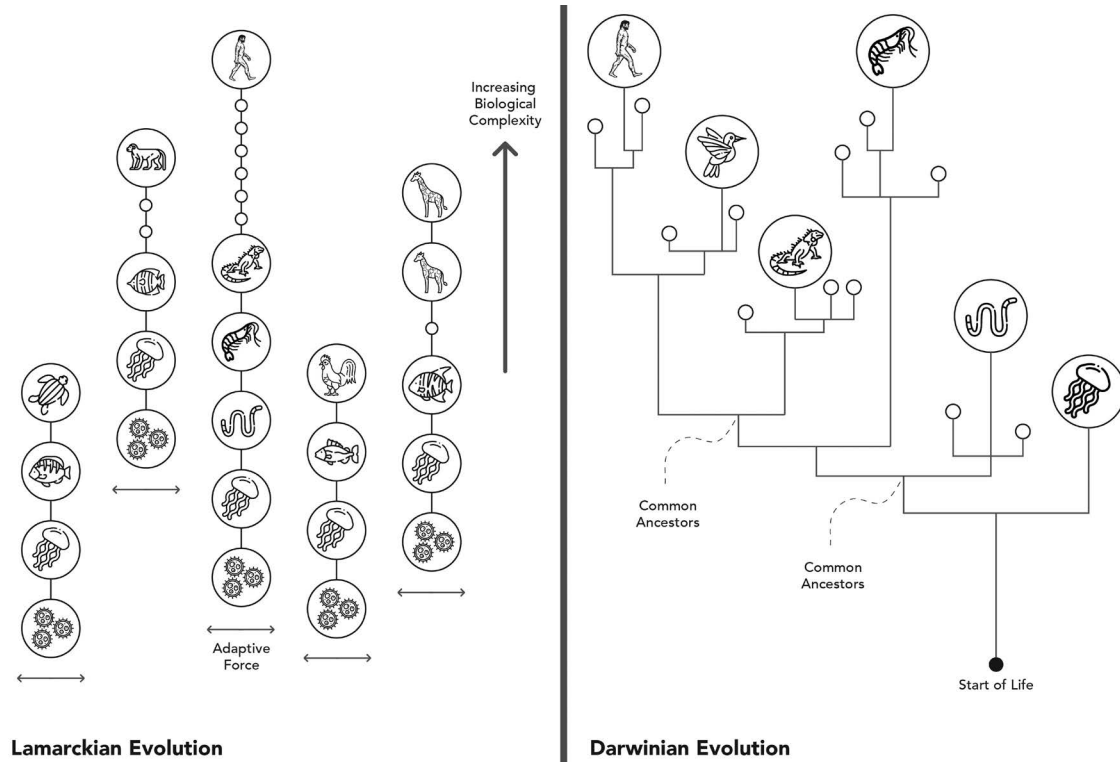 Increasing
Biological
Complexity
Adaptive
Force
Lamarckian Evolution
Common
Ancestors
Common
Ancestors
Start of Life
Darwinian Evolution